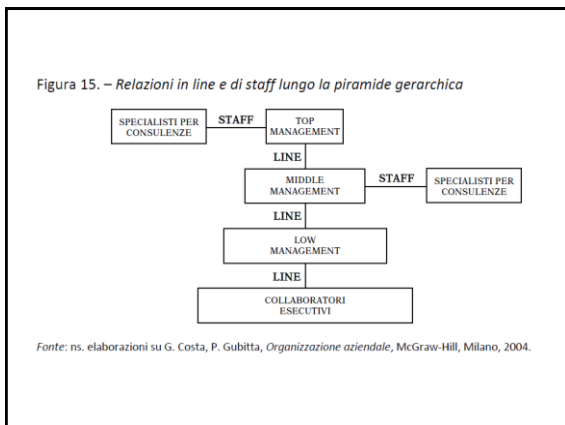 Figura 15. – Relazioni in line e di staff lungo la piramide gerarchica
SPECIALISTI PER
CONSULENZE
STAFF
TOP
MANAGEMENT
LINE
MIDDLE
MANAGEMENT
STAFF
SPECIALISTI PER
CONSULENZE
LINE
LOW
MANAGEMENT
LINE
COLLABORATORI
ESECUTIVI
Fonte: ns. elaborazioni su G. Costa, P. Gubitta, Organizzazione aziendale, McGraw-Hill, Milano, 2004.